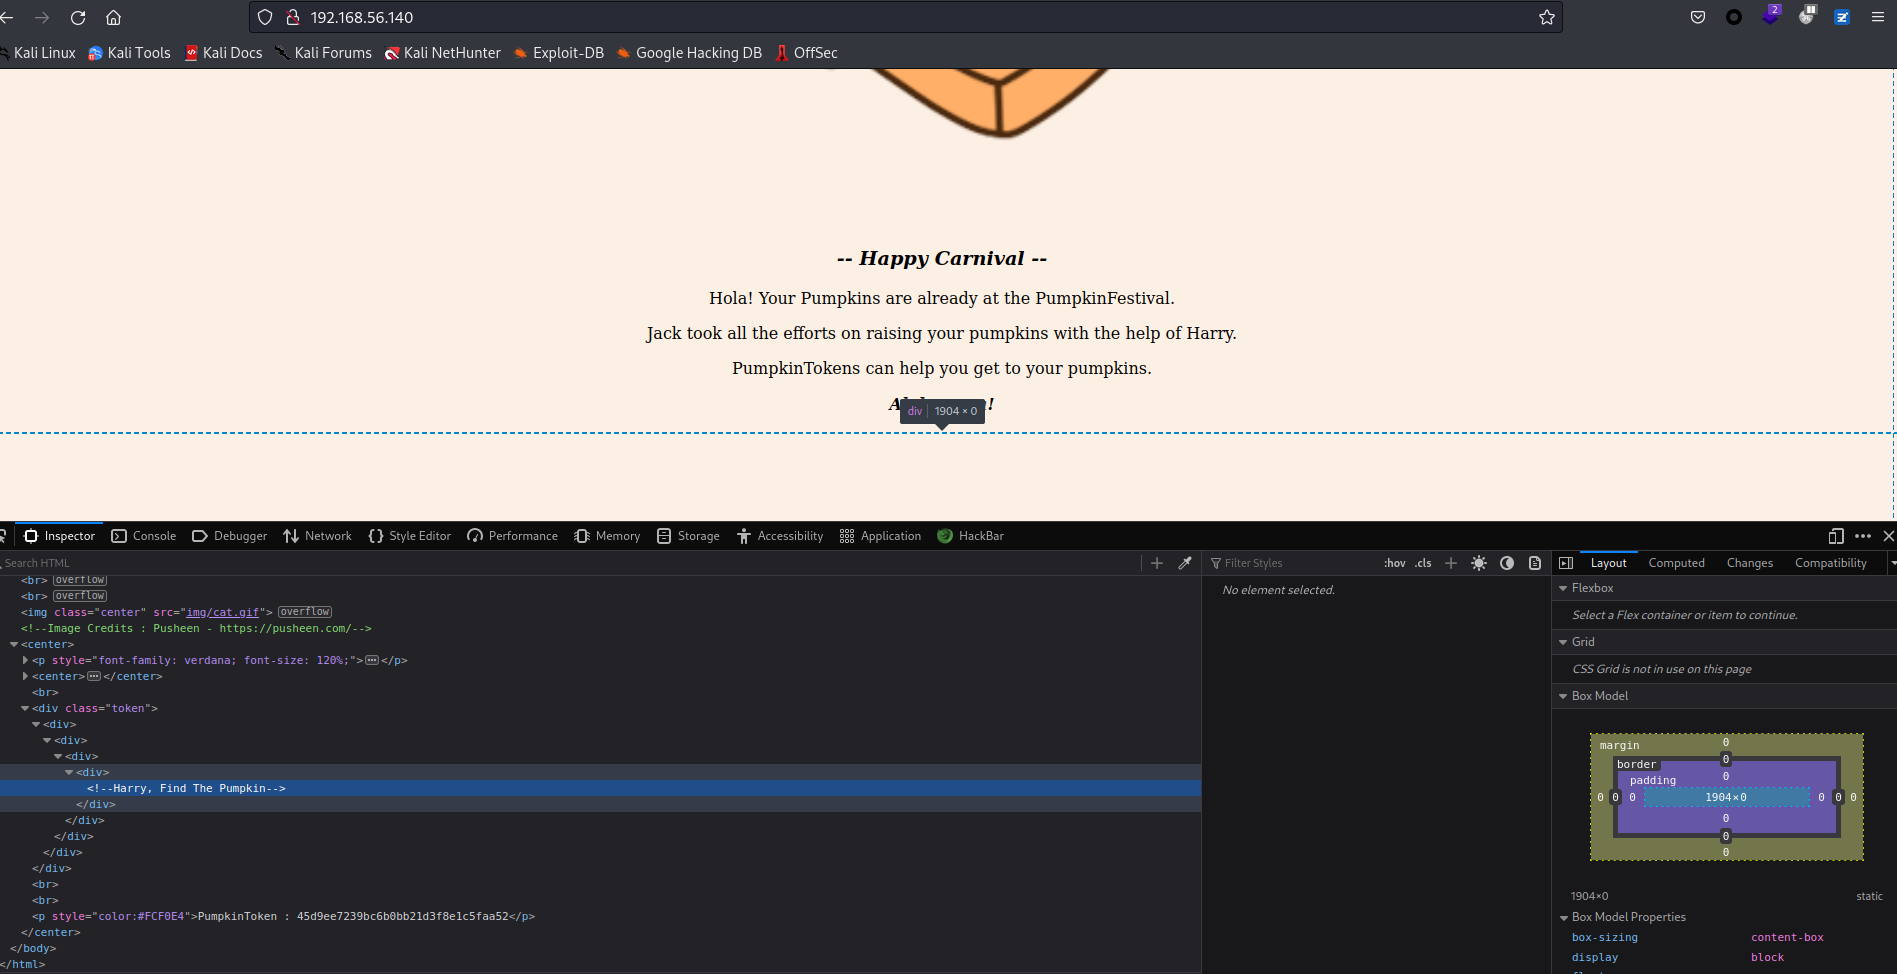 192.168.56.140
2
Kali Linux Kali Tools Kali Docs Kali Forums Kali NetHunter Exploit-DB Google Hacking DB OffSec
-- Happy Carnival --
Hola! Your Pumpkins are already at the PumpkinFestival.
Jack took all the efforts on raising your pumpkins with the help of Harry.
PumpkinTokens can help you get to your pumpkins.
div 1904 × 0
Inspector Console Debugger Network Style Editor Performance Memory Storage Accessibility Application HackBar
Search HTML
<br> overflow
<br> overflow
<img class="center" src="img/cat.gif"> overflow
<!--Image Credits : Pusheen - https://pusheen.com/-->
<center>
<p style="font-family: verdana; font-size: 120%;"> ••• </p>
<center> ••• </center>
<br>
<div class="token">
<div>
<div>
<div>
<div>
<!--Harry, Find The Pumpkin-->
</div>
</div>
</div>
</div>
</div>
<br>
<br>
<p style="color:#FCF0E4">PumpkinToken : 45d9ee7239bc6b0bb21d3f8e1c5faa52</p>
</center>
</body>
</html>
Filter Styles :hov .cls
No element selected.
Layout Computed Changes Compatibility
Flexbox
Select a Flex container or item to continue.
Grid
CSS Grid is not in use on this page
Box Model
margin 0
border 0
padding 0
0 0 0 1904×0 0 0 0
0
0
0
1904×0 static
Box Model Properties
box-sizing content-box
display block